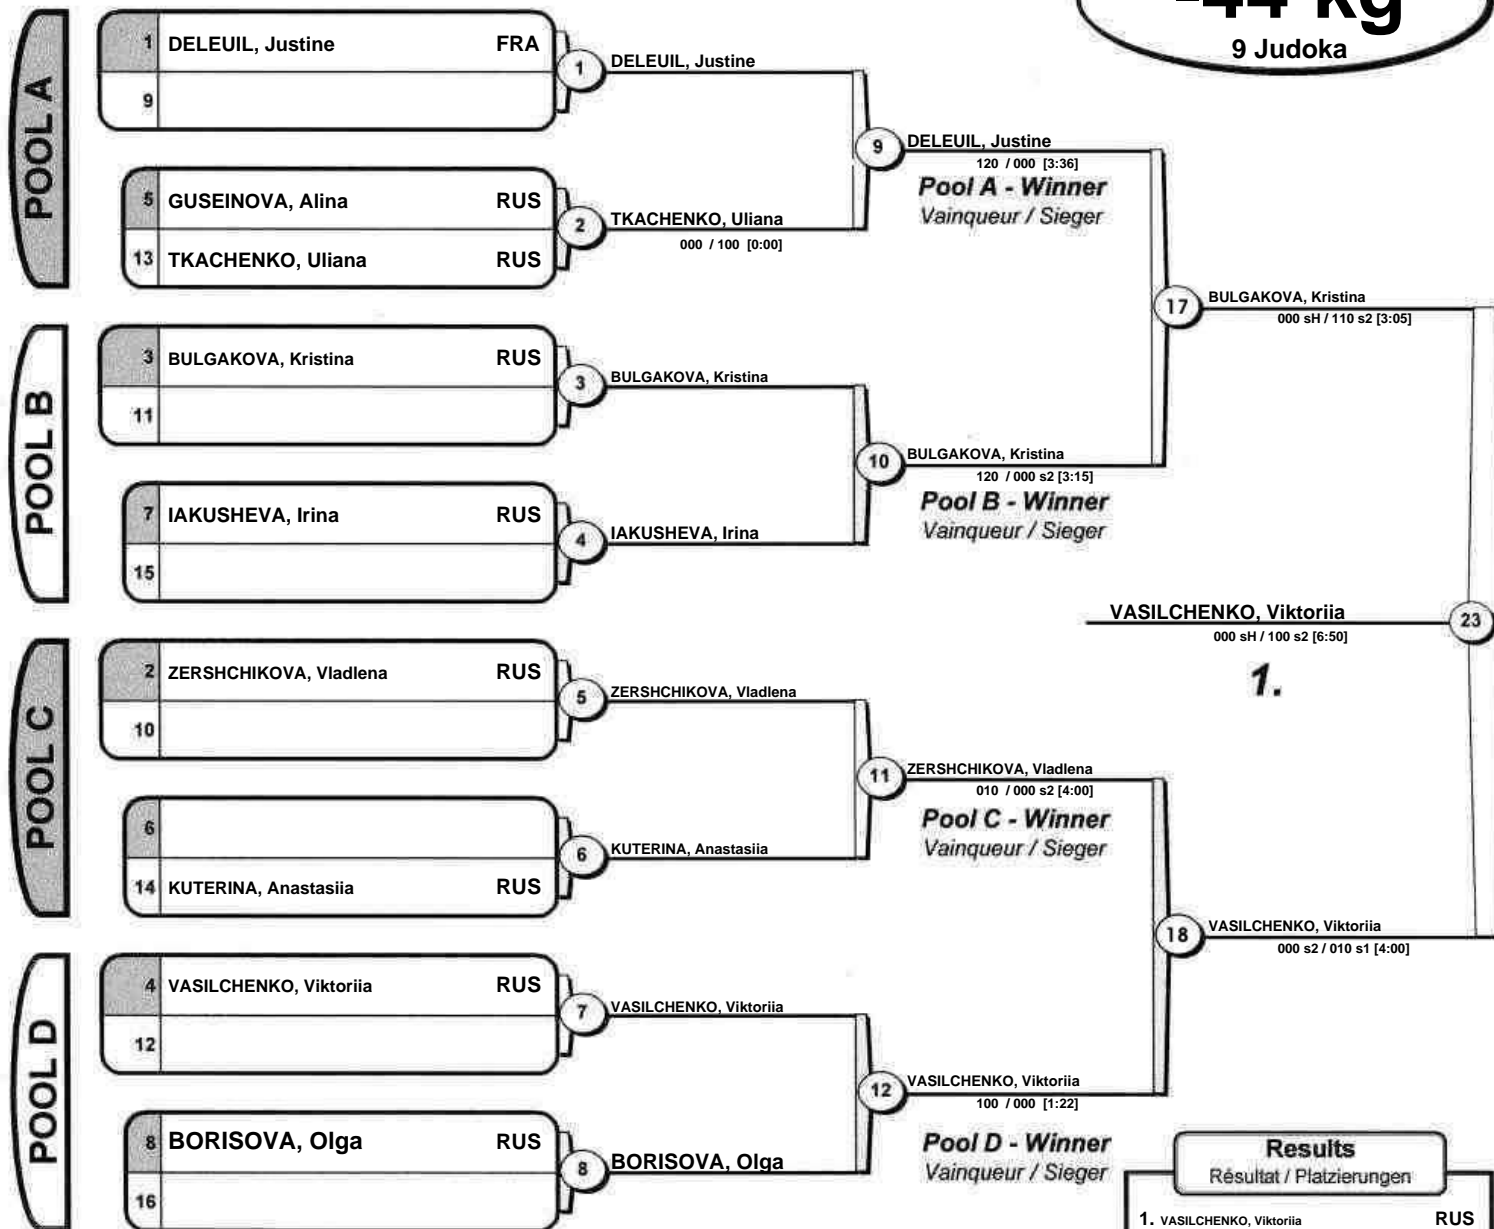 -44 kg
9 Judoka
POOL A
1 DELEUIL, Justine FRA
9
1 DELEUIL, Justine
5 GUSEINOVA, Alina RUS
13 TKACHENKO, Uliana RUS
2 TKACHENKO, Uliana
000 / 100 [0:00]
9 DELEUIL, Justine
120 / 000 [3:36]
Pool A - Winner
Vainqueur / Sieger
POOL B
3 BULGAKOVA, Kristina RUS
11
3 BULGAKOVA, Kristina
7 IAKUSHEVA, Irina RUS
15
4 IAKUSHEVA, Irina
10 BULGAKOVA, Kristina
120 / 000 s2 [3:15]
Pool B - Winner
Vainqueur / Sieger
17 BULGAKOVA, Kristina
000 sH / 110 s2 [3:05]
VASILCHENKO, Viktoriia 23
000 sH / 100 s2 [6:50]
1.
POOL C
2 ZERSHCHIKOVA, Vladlena RUS
10
5 ZERSHCHIKOVA, Vladlena
6
14 KUTERINA, Anastasiia RUS
6 KUTERINA, Anastasiia
11 ZERSHCHIKOVA, Vladlena
010 / 000 s2 [4:00]
Pool C - Winner
Vainqueur / Sieger
18 VASILCHENKO, Viktoriia
000 s2 / 010 s1 [4:00]
POOL D
4 VASILCHENKO, Viktoriia RUS
12
7 VASILCHENKO, Viktoriia
8 BORISOVA, Olga RUS
16
8 BORISOVA, Olga
12 VASILCHENKO, Viktoriia
100 / 000 [1:22]
Pool D - Winner
Vainqueur / Sieger
Results
Résultat / Platzierungen
1. VASILCHENKO, Viktoriia RUS